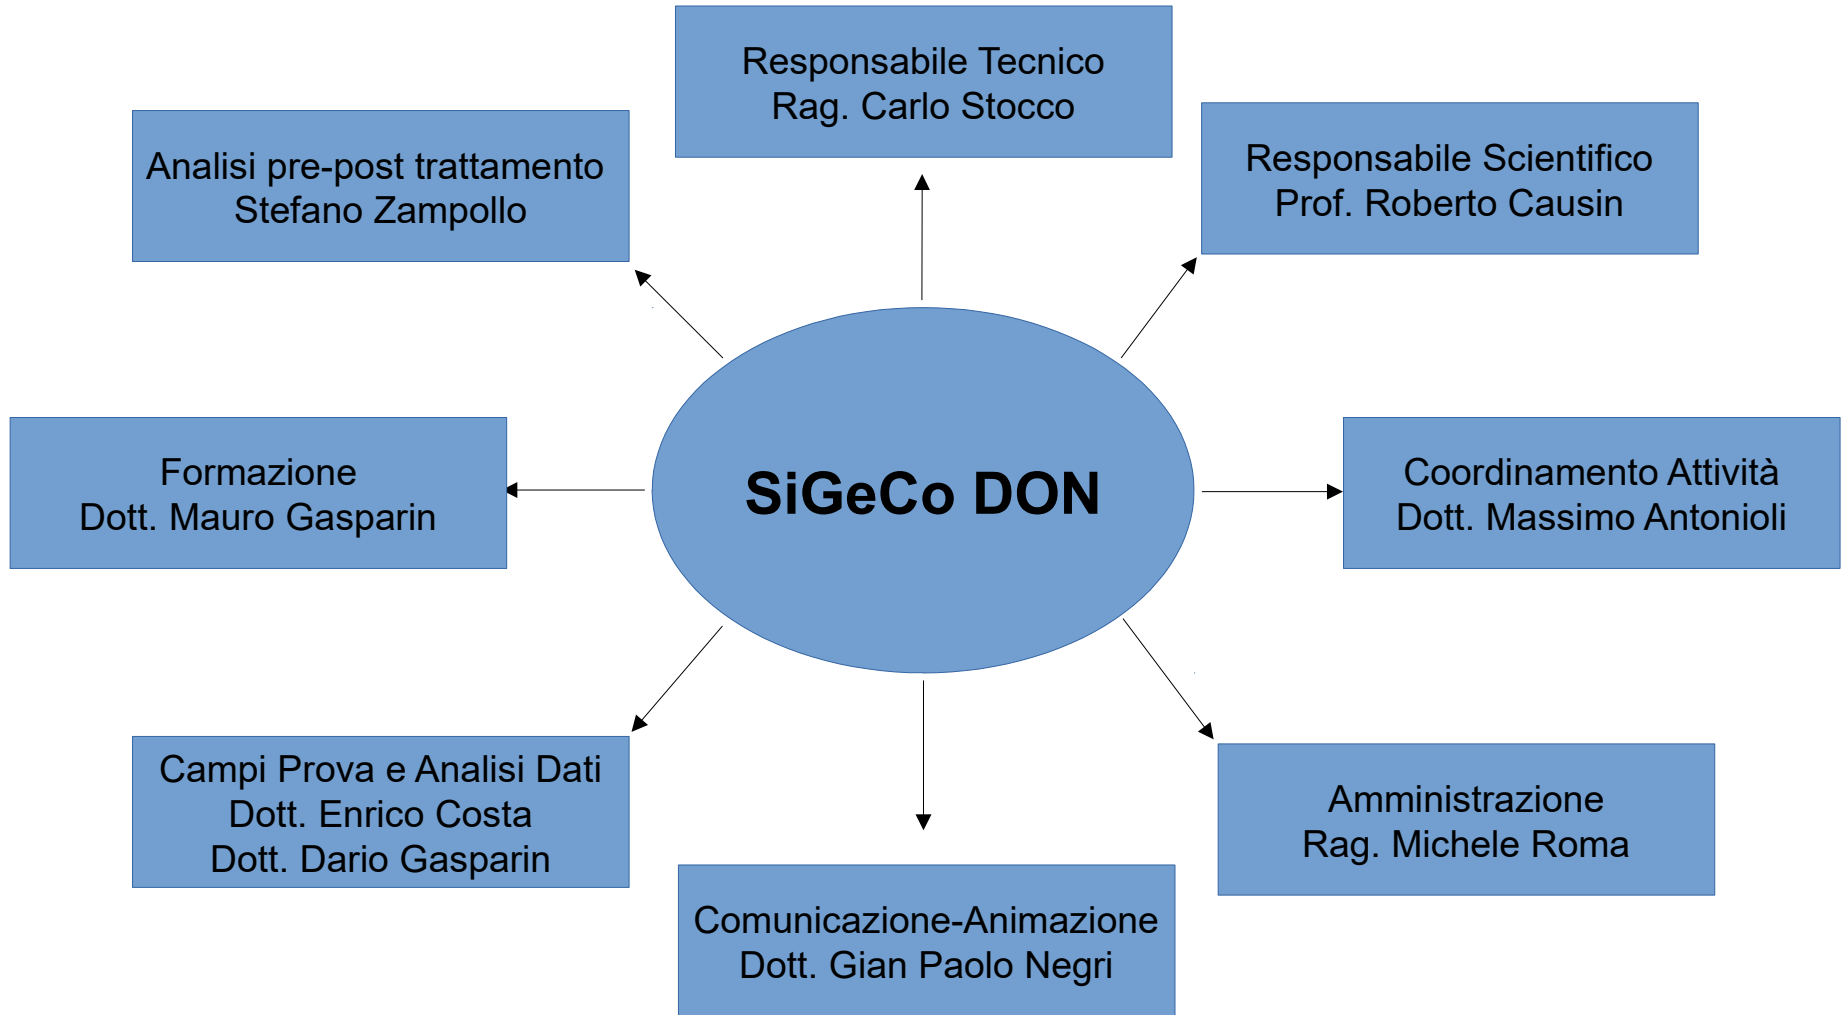 Responsabile Tecnico
Rag. Carlo Stocco
Analisi pre-post trattamento
Stefano Zampollo
Responsabile Scientifico
Prof. Roberto Causin
Formazione
Dott. Mauro Gasparin
SiGeCo DON
Coordinamento Attività
Dott. Massimo Antonioli
Campi Prova e Analisi Dati
Dott. Enrico Costa
Dott. Dario Gasparin
Amministrazione
Rag. Michele Roma
Comunicazione-Animazione
Dott. Gian Paolo Negri